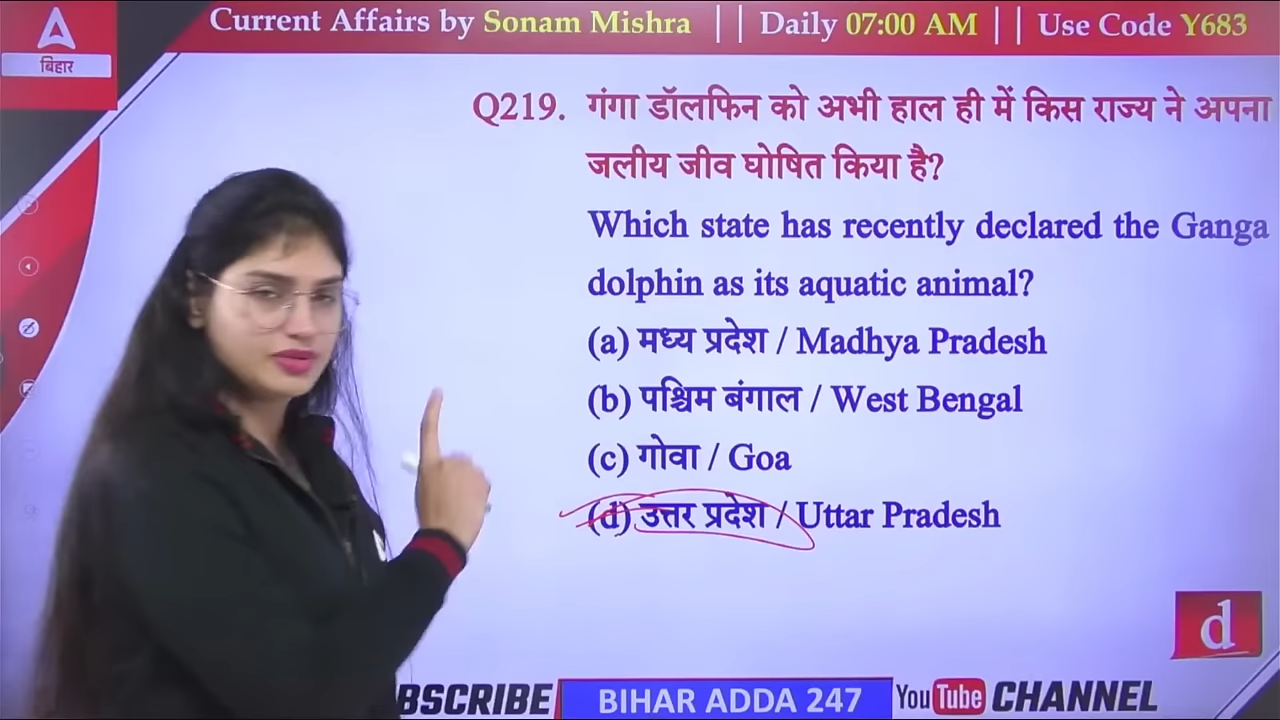 Current Affairs by Sonam Mishra || Daily 07:00 AM || Use Code Y683
बिहार
Q219. गंगा डॉलफिन को अभी हाल ही में किस राज्य ने अपना
जलीय जीव घोषित किया है?
Which state has recently declared the Ganga
dolphin as its aquatic animal?
(a) मध्य प्रदेश / Madhya Pradesh
(b) पश्चिम बंगाल / West Bengal
(c) गोवा / Goa
(d) उत्तर प्रदेश / Uttar Pradesh
d
BSCRIBE BIHAR ADDA 247 YouTube CHANNEL